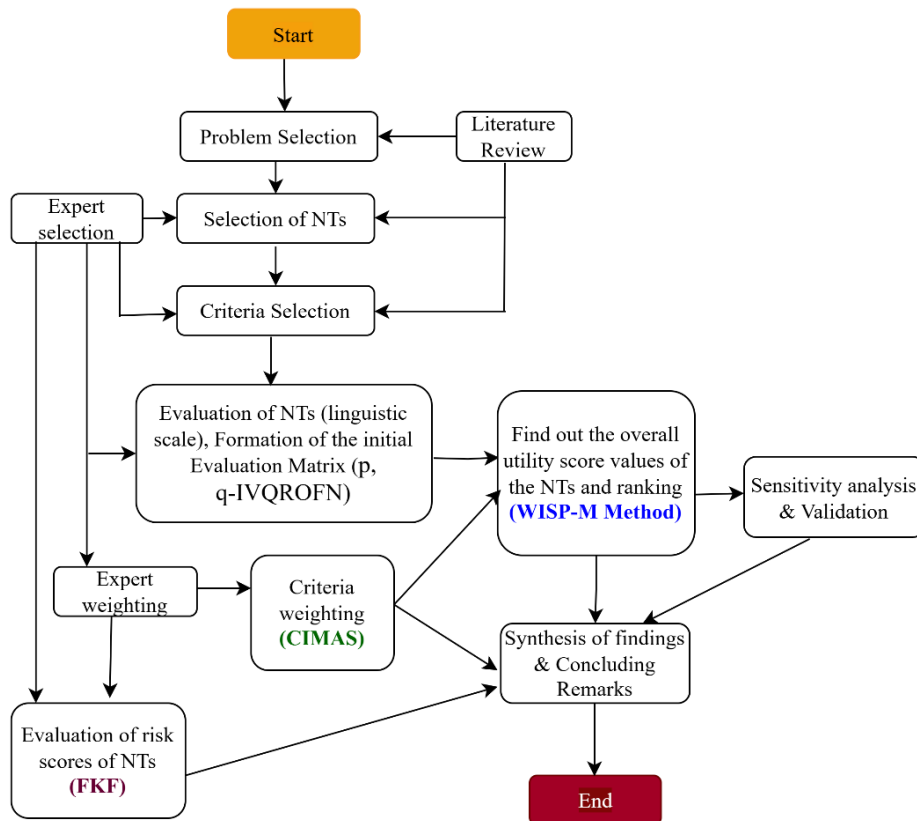 Start
Problem Selection
Literature
Review
Expert
selection
Selection of NTs
Criteria Selection
Evaluation of NTs (linguistic
scale), Formation of the initial
Evaluation Matrix (p,
q-IVQROFN)
Find out the overall
utility score values of
the NTs and ranking
(WISP-M Method)
Sensitivity analysis
& Validation
Expert
weighting
Criteria
weighting
(CIMAS)
Synthesis of findings
& Concluding
Remarks
Evaluation of risk
scores of NTs
(FKF)
End